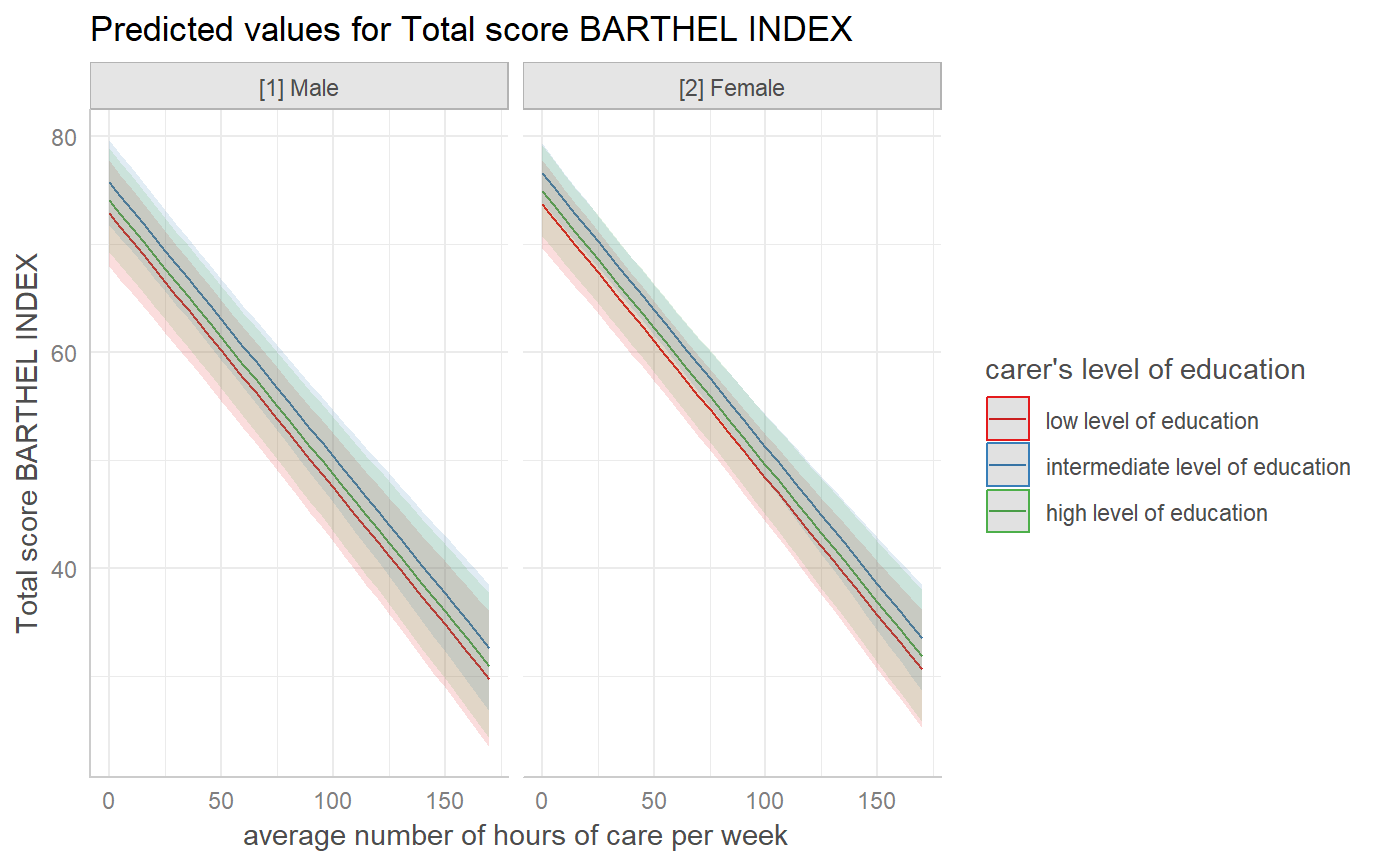 Predicted values for Total score BARTHEL INDEX
[1] Male
[2] Female
80
60
40
Total score BARTHEL INDEX
0 50 100 150
0 50 100 150
average number of hours of care per week
carer's level of education
low level of education
intermediate level of education
high level of education